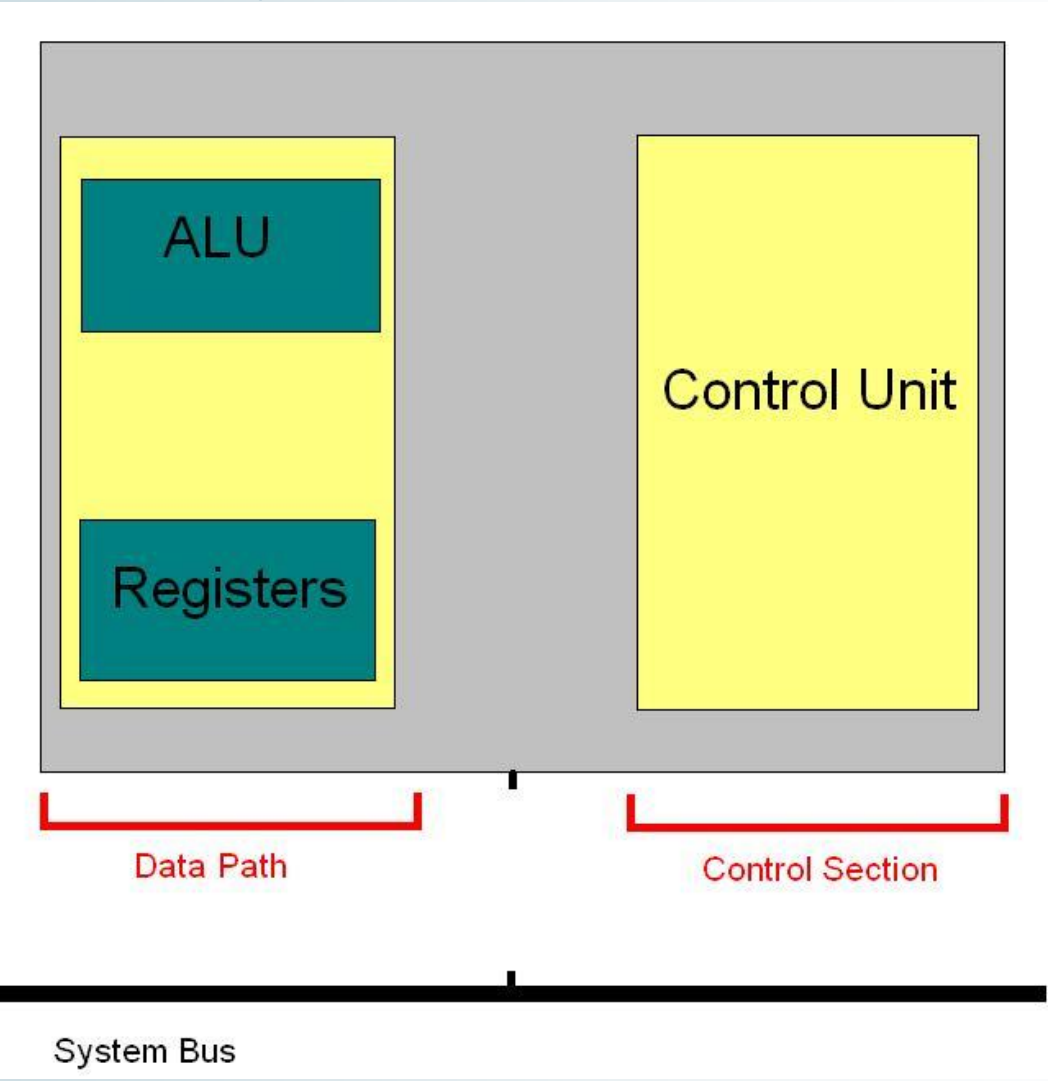 ALU
Registers
Control Unit
Data Path
Control Section
System Bus